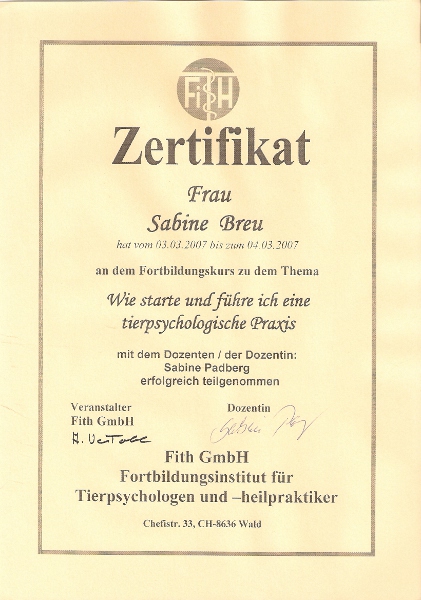 FiTH
Zertifikat
Frau
Sabine Breu
hat vom 03.03.2007 bis zum 04.03.2007
an dem Fortbildungskurs zu dem Thema
Wie starte und führe ich eine
tierpsychologische Praxis
mit dem Dozenten / der Dozentin:
Sabine Padberg
erfolgreich teilgenommen
Veranstalter Dozentin
Fith GmbH
Fith GmbH
Fortbildungsinstitut für
Tierpsychologen und –heilpraktiker
Chefistr. 33, CH-8636 Wald